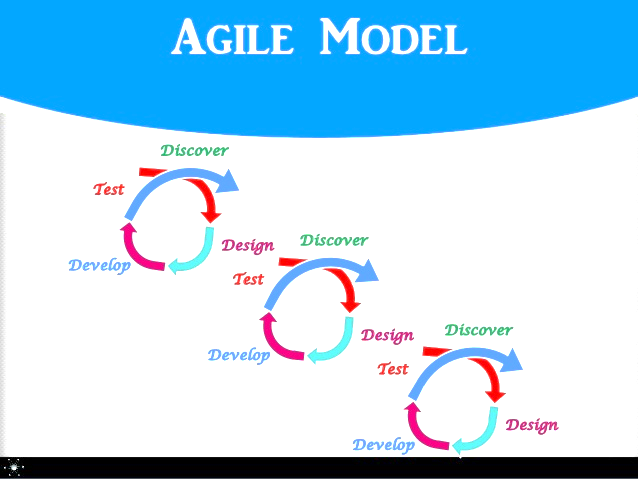 AGILE MODEL
Discover
Test
Design
Develop
Discover
Test
Design
Develop
Discover
Test
Design
Develop